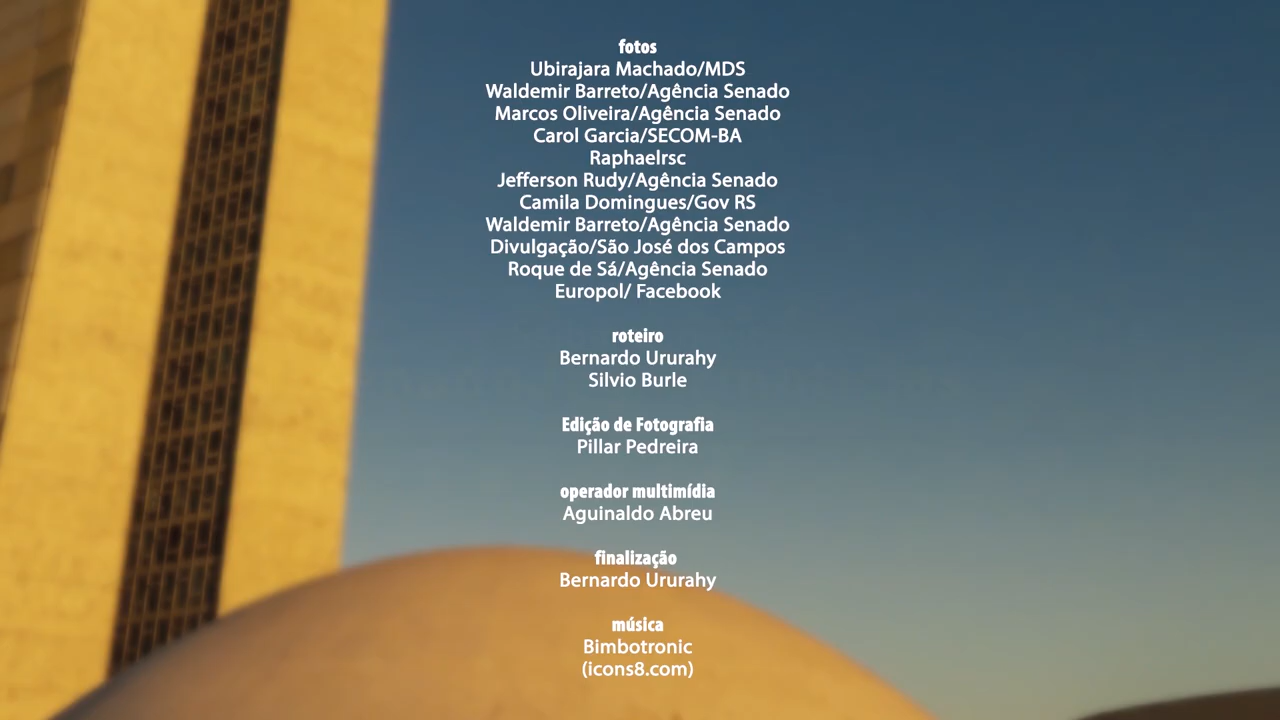 fotos
Ubirajara Machado/MDS
Waldemir Barreto/Agência Senado
Marcos Oliveira/Agência Senado
Carol Garcia/SECOM-BA
Raphaelrsc
Jefferson Rudy/Agência Senado
Camila Domingues/Gov RS
Waldemir Barreto/Agência Senado
Divulgação/São José dos Campos
Roque de Sá/Agência Senado
Europol/ Facebook
roteiro
Bernardo Ururahy
Silvio Burle
Edição de Fotografia
Pillar Pedreira
operador multimídia
Aguinaldo Abreu
finalização
Bernardo Ururahy
música
Bimbotronic
(icons8.com)